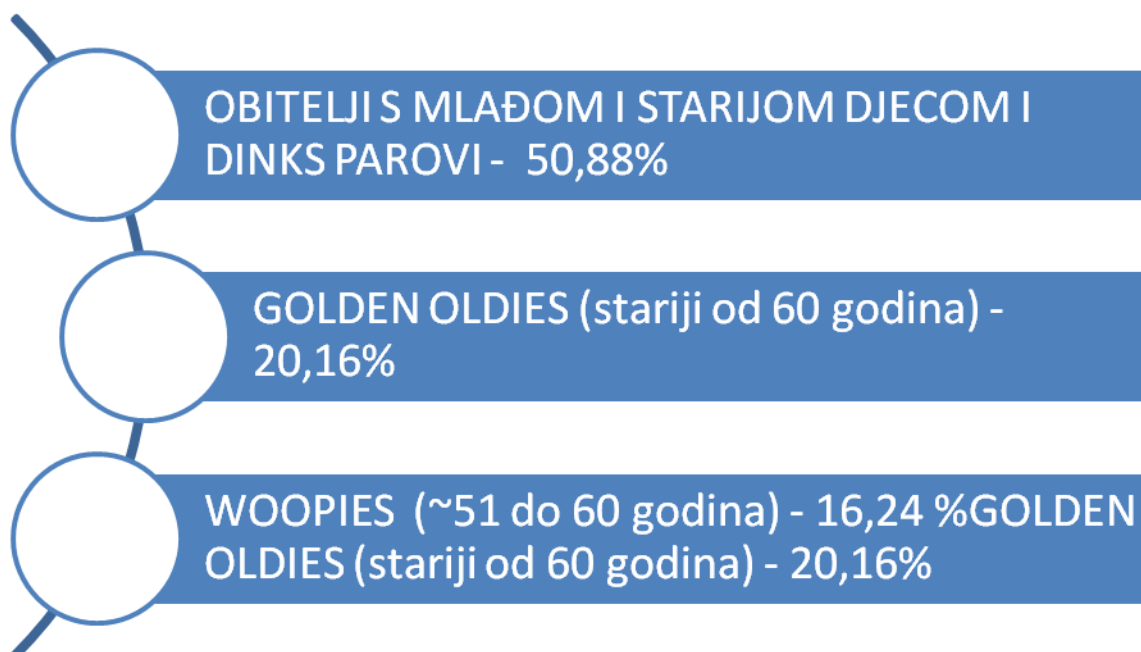 OBITELJI S MLAĐOM I STARIJOM DJECOM I
DINKS PAROVI - 50,88%
GOLDEN OLDIES (stariji od 60 godina) -
20,16%
WOOPIES (~51 do 60 godina) - 16,24 %GOLDEN
OLDIES (stariji od 60 godina) - 20,16%